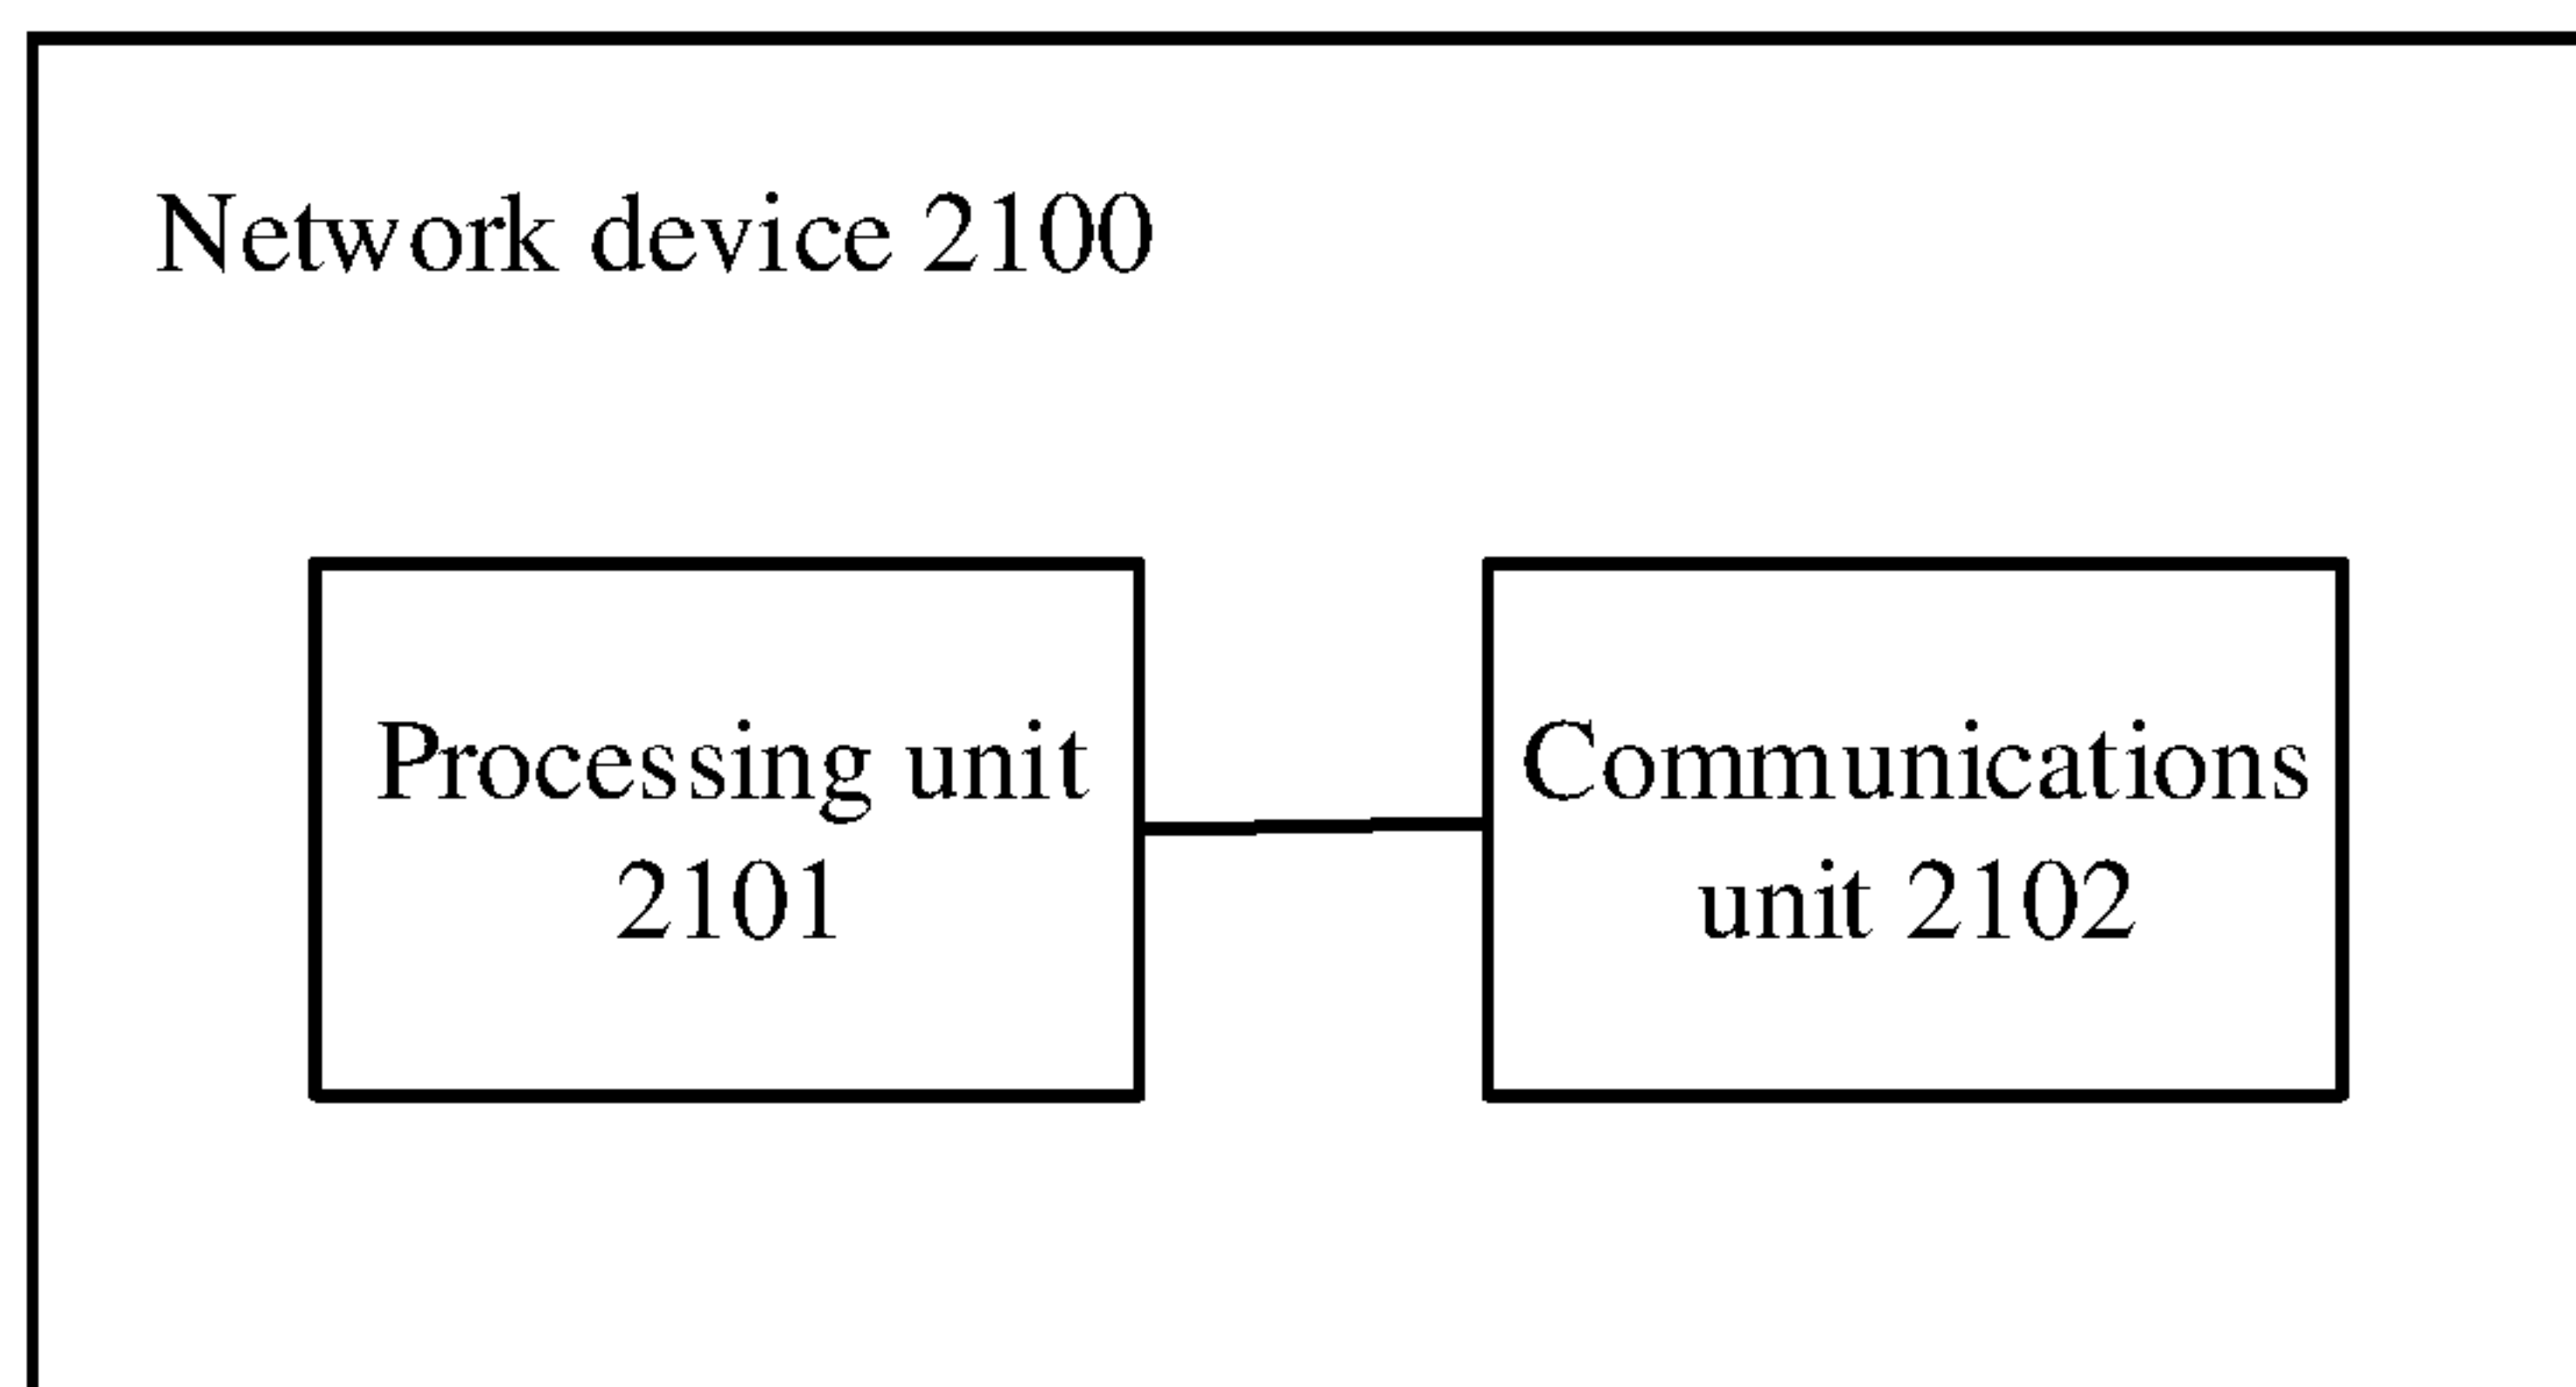 Network device 2100
Processing unit
2101
Communications
unit 2102